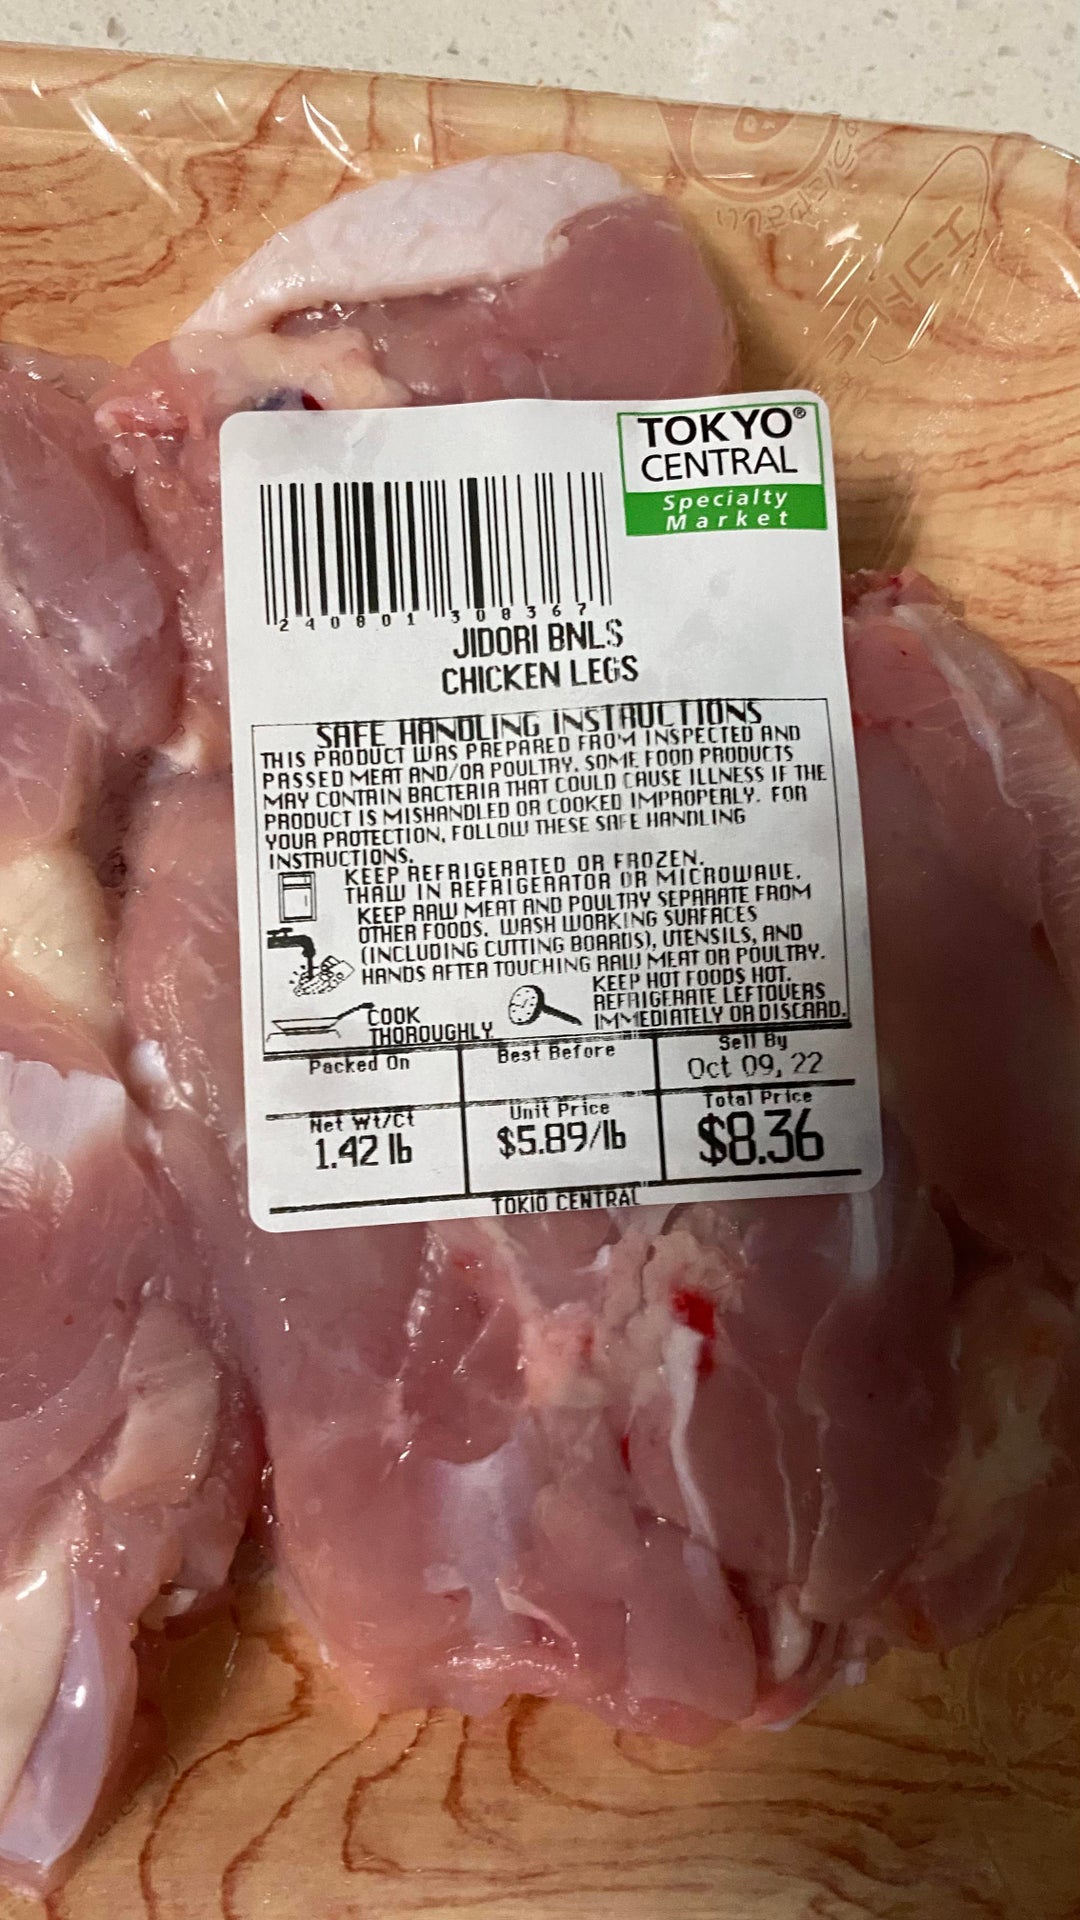 TOKYO®
CENTRAL
Specialty
Market
2 40801 308367
JIDORI BNLS
CHICKEN LEGS
SAFE HANDLING INSTRUCTIONS
THIS PRODUCT WAS PREPARED FROM INSPECTED AND
PASSED MEAT AND/OR POULTRY. SOME FOOD PRODUCTS
MAY CONTAIN BACTERIA THAT COULD CAUSE ILLNESS IF THE
PRODUCT IS MISHANDLED OR COOKED IMPROPERLY. FOR
YOUR PROTECTION, FOLLOW THESE SAFE HANDLING
INSTRUCTIONS.
KEEP REFRIGERATED OR FROZEN.
THAW IN REFRIGERATOR OR MICROWAVE.
KEEP RAW MEAT AND POULTRY SEPARATE FROM
OTHER FOODS. WASH WORKING SURFACES
(INCLUDING CUTTING BOARDS), UTENSILS, AND
HANDS AFTER TOUCHING RAW MEAT OR POULTRY.
COOK
THOROUGHLY.
KEEP HOT FOODS HOT.
REFRIGERATE LEFTOVERS
IMMEDIATELY OR DISCARD.
Packed On
Best Before
Sell By
Oct 09, 22
Net Wt/Ct
1.42 lb
Unit Price
$5.89/lb
Total Price
$8.36
TOKIO CENTRAL